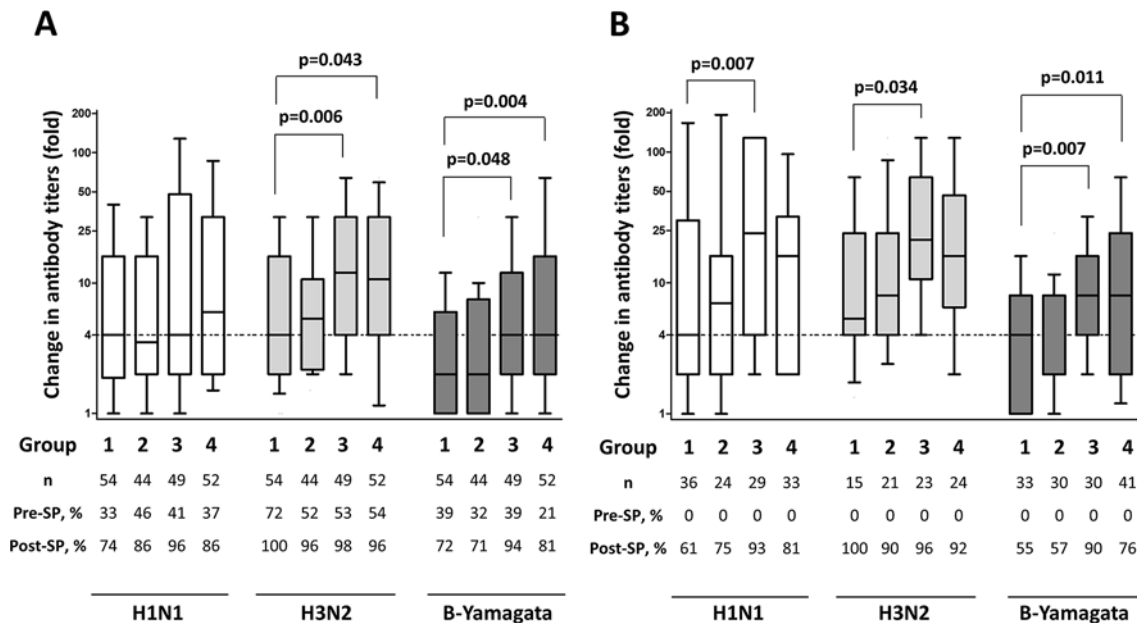 A
p=0.043
p=0.006
p=0.004
p=0.048
Change in antibody titers (fold)
200
100
50
25
10
4
1
Group 1 2 3 4 1 2 3 4 1 2 3 4
n 54 44 49 52 54 44 49 52 54 44 49 52
Pre-SP, % 33 46 41 37 72 52 53 54 39 32 39 21
Post-SP, % 74 86 96 86 100 96 98 96 72 71 94 81
H1N1 H3N2 B-Yamagata
B
p=0.007
p=0.034
p=0.011
p=0.007
Change in antibody titers (fold)
200
100
50
25
10
4
1
Group 1 2 3 4 1 2 3 4 1 2 3 4
n 36 24 29 33 15 21 23 24 33 30 30 41
Pre-SP, % 0 0 0 0 0 0 0 0 0 0 0 0
Post-SP, % 61 75 93 81 100 90 96 92 55 57 90 76
H1N1 H3N2 B-Yamagata